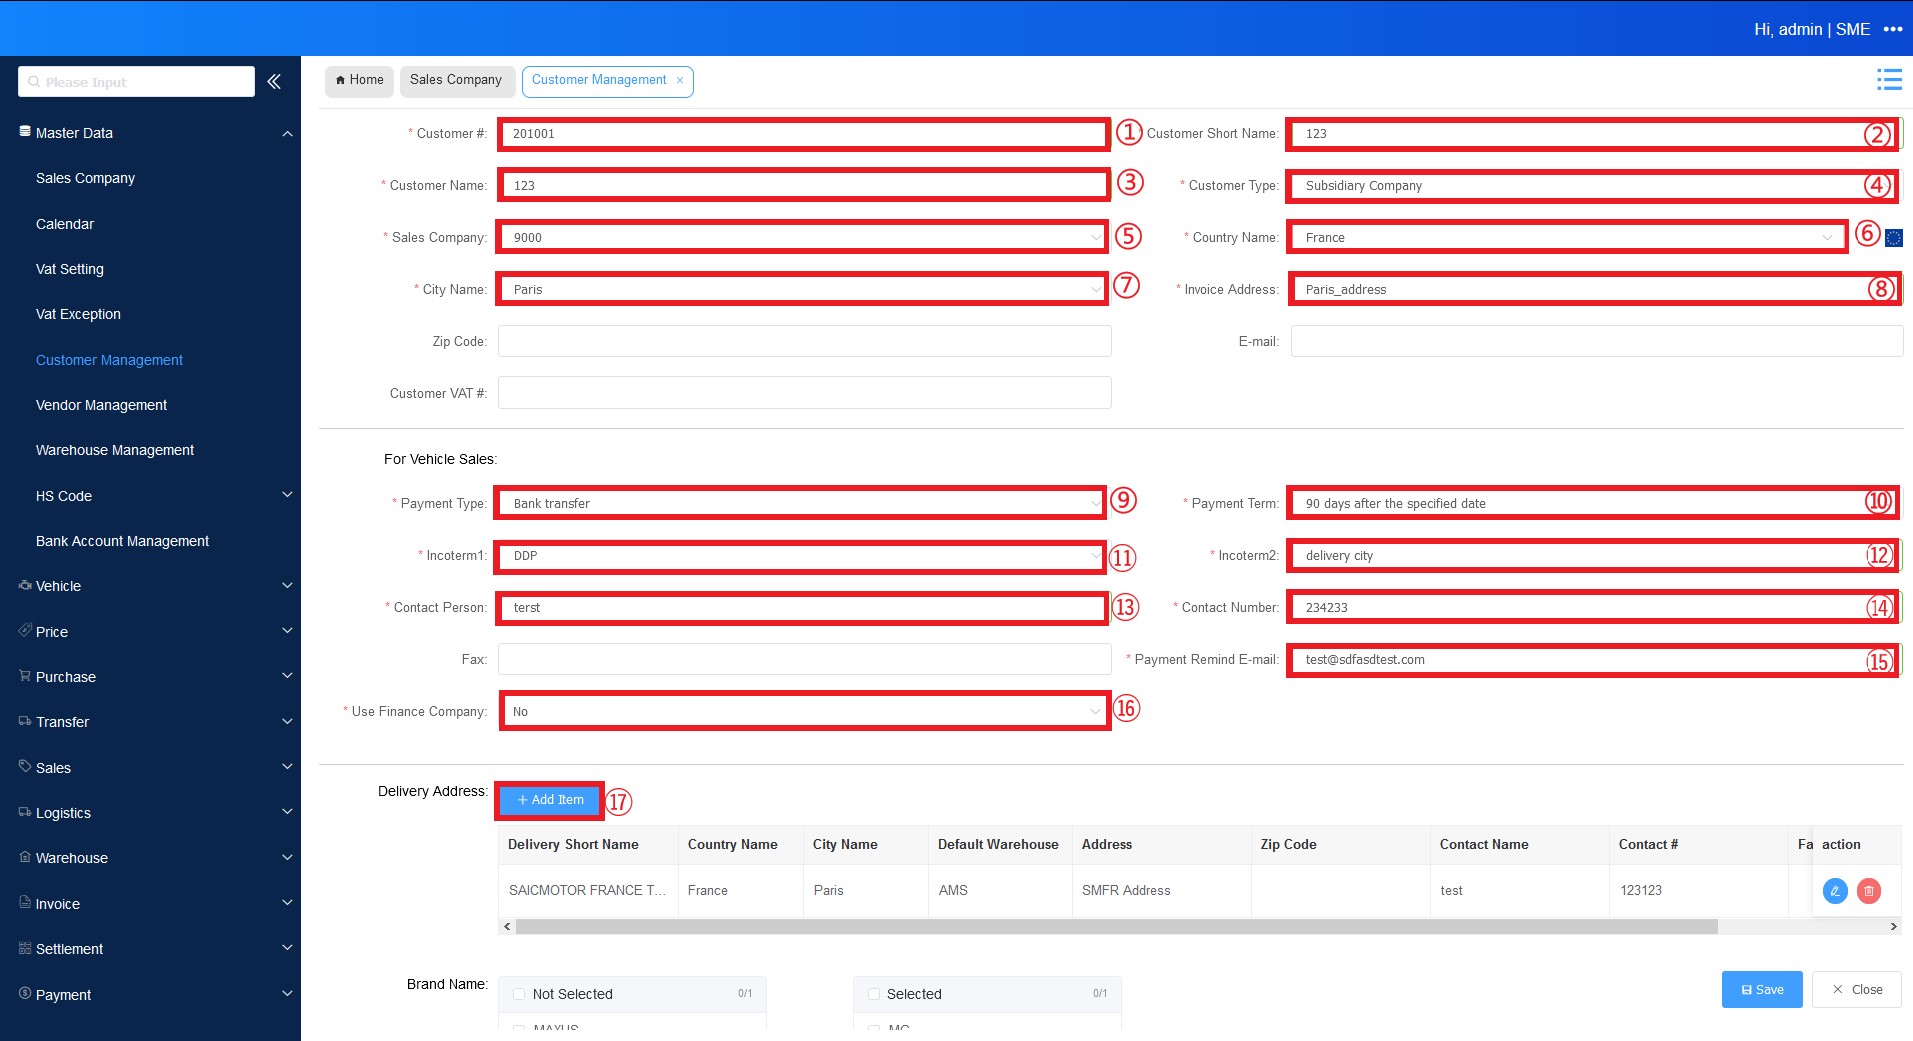 Hi, admin | SME •••
Please Input
Home
Sales Company
Customer Management ×
Master Data
Sales Company
Calendar
Vat Setting
Vat Exception
Customer Management
Vendor Management
Warehouse Management
HS Code
Bank Account Management
Vehicle
Price
Purchase
Transfer
Sales
Logistics
Warehouse
Invoice
Settlement
Payment
* Customer #: 201001 ①
* Customer Short Name: 123 ②
* Customer Name: 123 ③
* Customer Type: Subsidiary Company ④
* Sales Company: 9000 ⑤
* Country Name: France ⑥
* City Name: Paris ⑦
* Invoice Address: Paris_address ⑧
Zip Code:
E-mail:
Customer VAT #:
For Vehicle Sales:
* Payment Type: Bank transfer ⑨
* Payment Term: 90 days after the specified date ⑩
* Incoterm1: DDP ⑪
* Incoterm2: delivery city ⑫
* Contact Person: terst ⑬
* Contact Number: 234233 ⑭
Fax:
* Payment Remind E-mail: test@sdfasdtest.com ⑮
* Use Finance Company: No ⑯
Delivery Address: + Add Item ⑰
Delivery Short Name Country Name City Name Default Warehouse Address Zip Code Contact Name Contact # Fa action
SAICMOTOR FRANCE T... France Paris AMS SMFR Address test 123123
Brand Name:
Not Selected 0/1
MAXUS
Selected 0/1
MG
Save
× Close